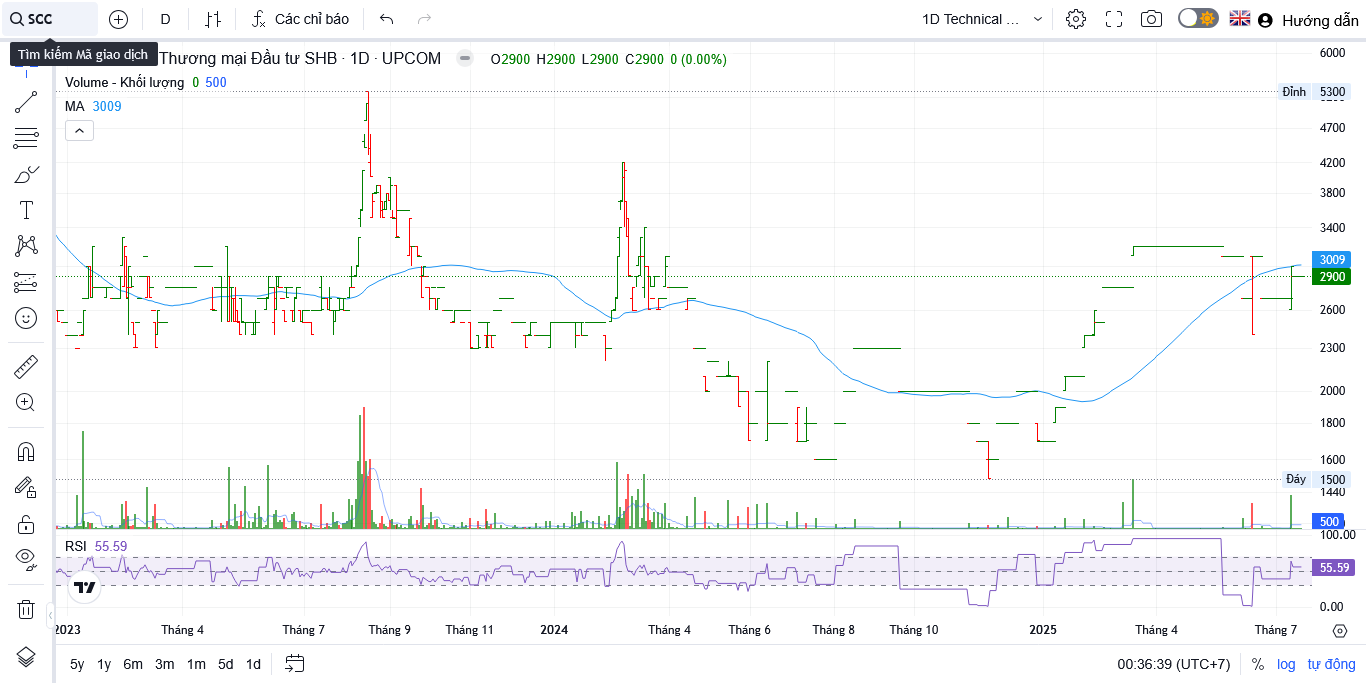 SCC
D
Các chỉ báo
1D Technical ...
Hướng dẫn
Tìm kiếm Mã giao dịch
Thương mại Đầu tư SHB · 1D · UPCOM
O2900 H2900 L2900 C2900 0 (0.00%)
Volume - Khối lượng 0 500
MA 3009
6000
Đỉnh 5300
4700
4200
3800
3400
3009
2900
2600
2300
2000
1800
1600
Đáy 1500
1440
500
RSI 55.59
100.00
55.59
0.00
2023 Tháng 4 Tháng 7 Tháng 9 Tháng 11 2024 Tháng 4 Tháng 6 Tháng 8 Tháng 10 2025 Tháng 4 Tháng 7
5y 1y 6m 3m 1m 5d 1d
00:36:39 (UTC+7) % log tự động